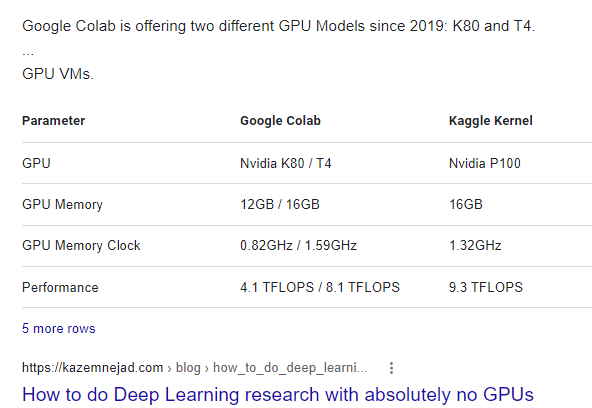 Google Colab is offering two different GPU Models since 2019: K80 and T4.
...
GPU VMs.
Parameter Google Colab Kaggle Kernel
GPU Nvidia K80 / T4 Nvidia P100
GPU Memory 12GB / 16GB 16GB
GPU Memory Clock 0.82GHz / 1.59GHz 1.32GHz
Performance 4.1 TFLOPS / 8.1 TFLOPS 9.3 TFLOPS
5 more rows
https://kazemnejad.com › blog › how_to_do_deep_learni...
How to do Deep Learning research with absolutely no GPUs